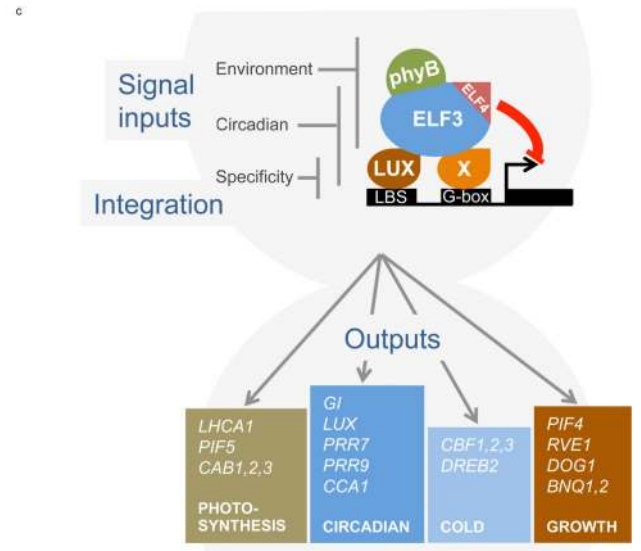 c
Environment
Signal
inputs
Circadian
Specificity
Integration
phyB
ELF4
ELF3
LUX
X
LBS
G-box
Outputs
LHCA1
PIF5
CAB1,2,3
PHOTO-
SYNTHESIS
GI
LUX
PRR7
PRR9
CCA1
CIRCADIAN
CBF1,2,3
DREB2
COLD
PIF4
RVE1
DOG1
BNQ1,2
GROWTH